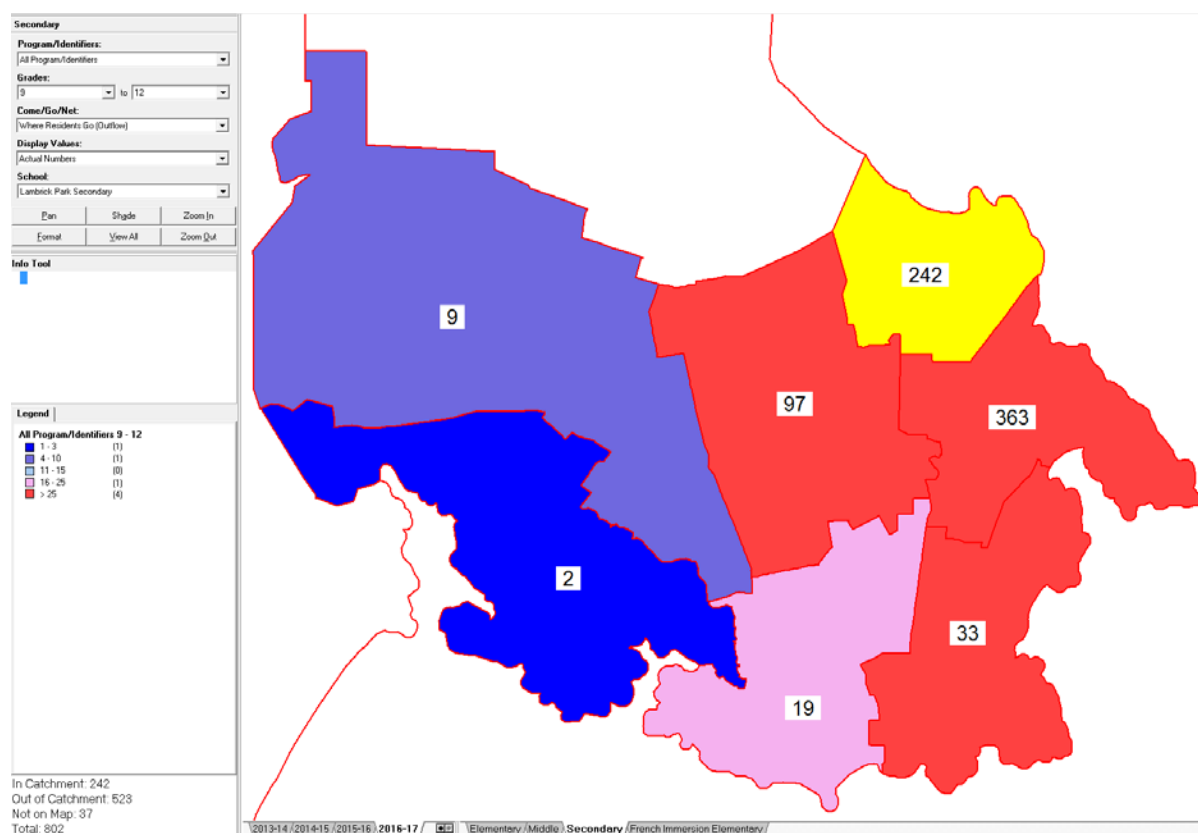 Secondary
Program/Identifiers:
All Program/Identifiers
Grades:
9 to 12
Come/Go/Net:
Where Residents Go (Outflow)
Display Values:
Actual Numbers
School:
Lambrick Park Secondary
Pan Shade Zoom In
Format View All Zoom Out
Info Tool
Legend
All Program/Identifiers 9 - 12
1 - 3 (1)
4 - 10 (1)
11 - 15 (0)
16 - 25 (1)
> 25 (4)
In Catchment: 242
Out of Catchment: 523
Not on Map: 37
Total: 802
242
9
97
363
2
33
19
2013-14 2014-15 2015-16 2016-17 Elementary Middle Secondary French Immersion Elementary